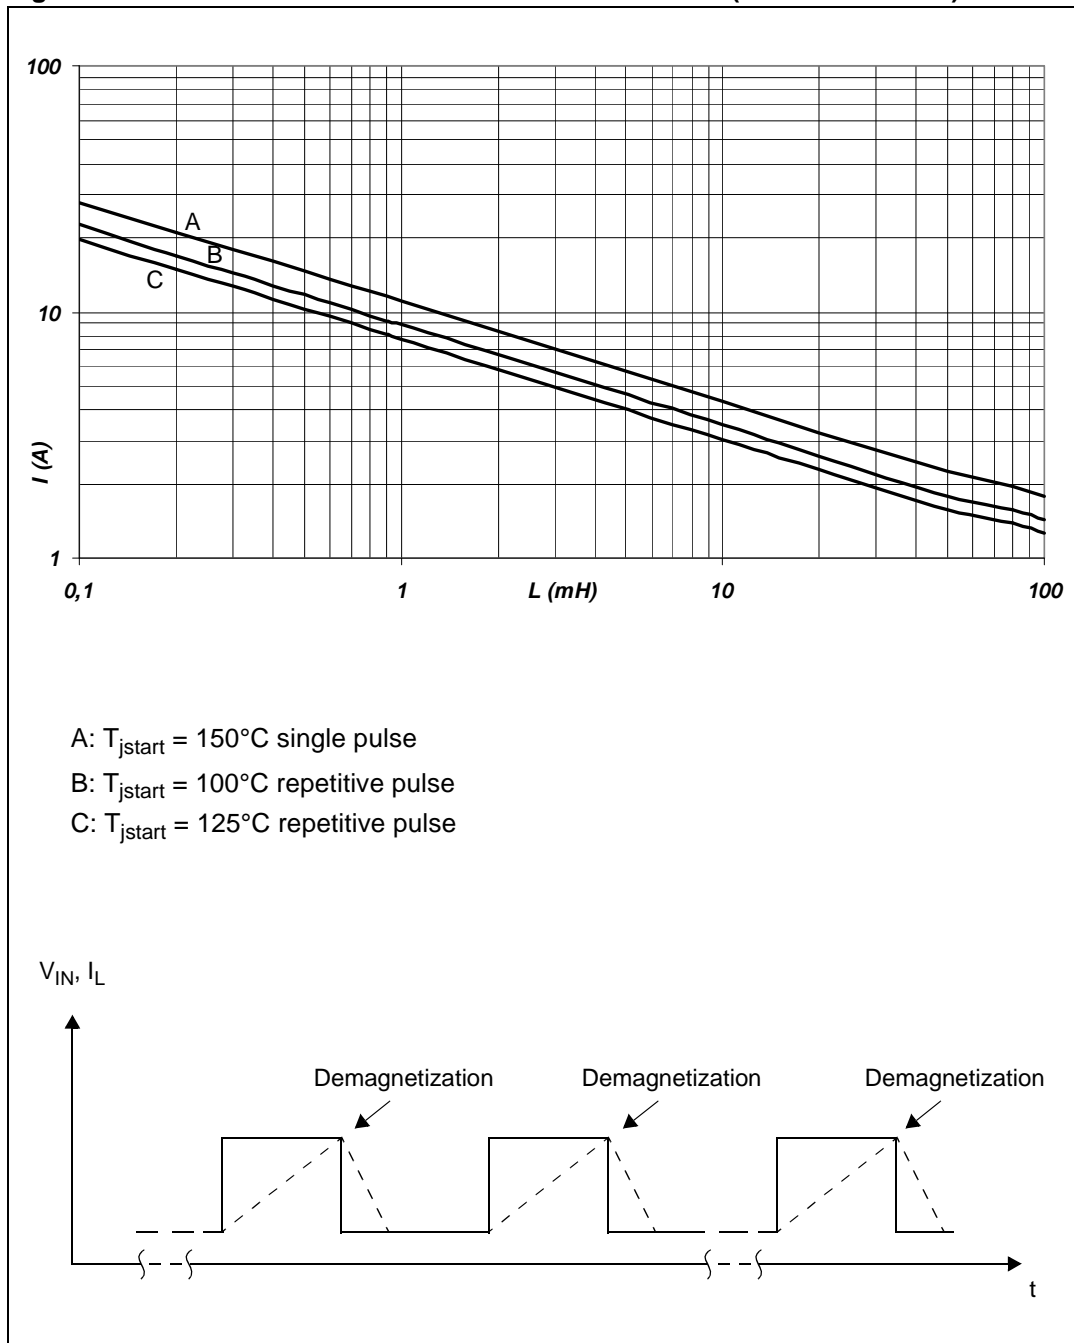 100
A
B
C
10
I (A)
1
0,1 1 L (mH) 10 100
A: Tjstart = 150°C single pulse
B: Tjstart = 100°C repetitive pulse
C: Tjstart = 125°C repetitive pulse
VIN, IL
Demagnetization Demagnetization Demagnetization
t